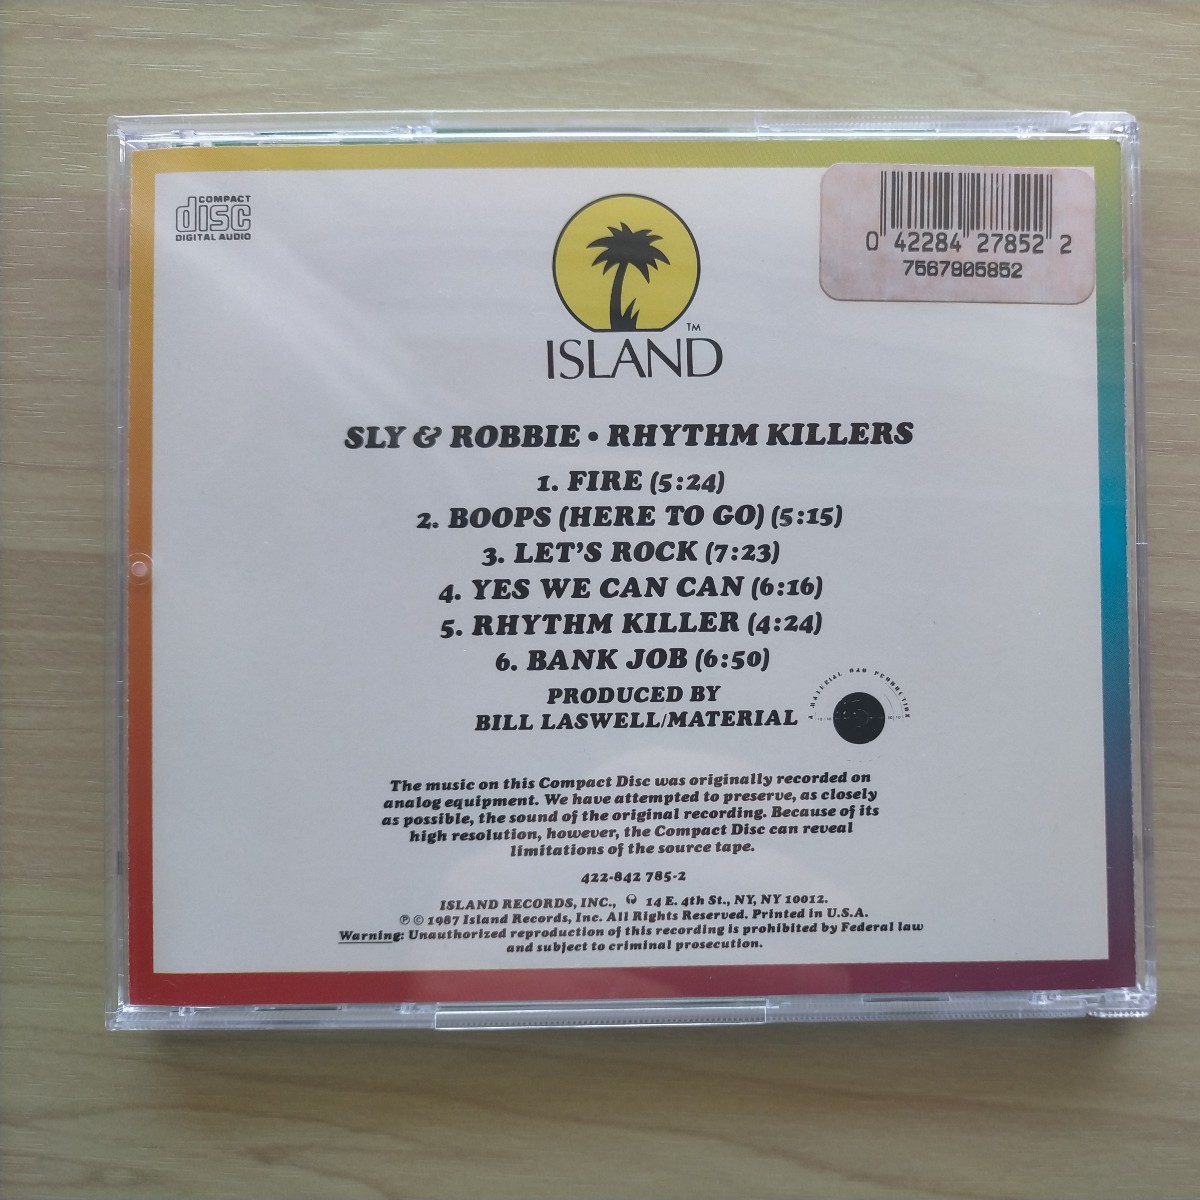 COMPACT
disc
DIGITAL AUDIO
0 42284 27852 2
7567905852
TM
ISLAND
SLY & ROBBIE • RHYTHM KILLERS
1. FIRE (5:24)
2. BOOPS (HERE TO GO) (5:15)
3. LET'S ROCK (7:23)
4. YES WE CAN CAN (6:16)
5. RHYTHM KILLER (4:24)
6. BANK JOB (6:50)
PRODUCED BY
BILL LASWELL/MATERIAL
A MATERIAL DAD PRODUCTION
The music on this Compact Disc was originally recorded on
analog equipment. We have attempted to preserve, as closely
as possible, the sound of the original recording. Because of its
high resolution, however, the Compact Disc can reveal
limitations of the source tape.
422-842 785-2
ISLAND RECORDS, INC., 14 E. 4th St., NY, NY 10012.
℗ © 1987 Island Records, Inc. All Rights Reserved. Printed in U.S.A.
Warning: Unauthorized reproduction of this recording is prohibited by Federal law
and subject to criminal prosecution.